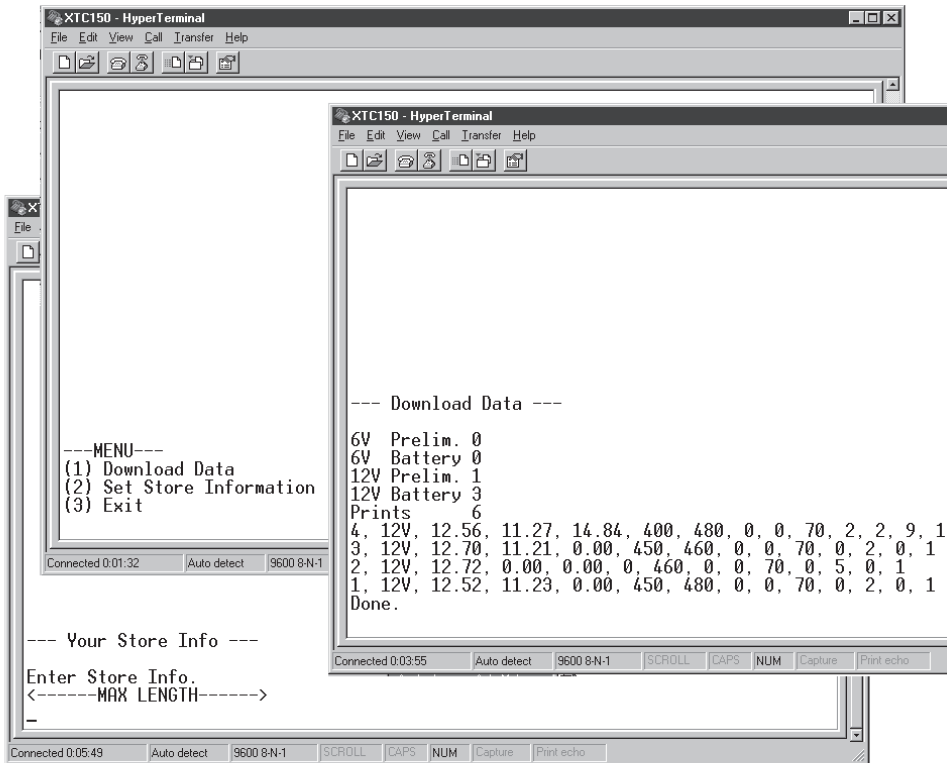 XTC150 - HyperTerminal
File Edit View Call Transfer Help
---MENU---
(1) Download Data
(2) Set Store Information
(3) Exit
Connected 0:01:32 Auto detect 9600 8-N-1
XTC150 - HyperTerminal
File Edit View Call Transfer Help
--- Download Data ---
6V Prelim. 0
6V Battery 0
12V Prelim. 1
12V Battery 3
Prints 6
4, 12V, 12.56, 11.27, 14.84, 400, 480, 0, 0, 70, 2, 2, 9, 1
3, 12V, 12.70, 11.21, 0.00, 450, 460, 0, 0, 70, 0, 2, 0, 1
2, 12V, 12.72, 0.00, 0.00, 0, 460, 0, 0, 70, 0, 5, 0, 1
1, 12V, 12.52, 11.23, 0.00, 450, 480, 0, 0, 70, 0, 2, 0, 1
Done.
Connected 0:03:55 Auto detect 9600 8-N-1 SCROLL CAPS NUM Capture Print echo
File
--- Your Store Info ---
Enter Store Info.
<------MAX LENGTH------>
_
Connected 0:05:49 Auto detect 9600 8-N-1 SCROLL CAPS NUM Capture Print echo